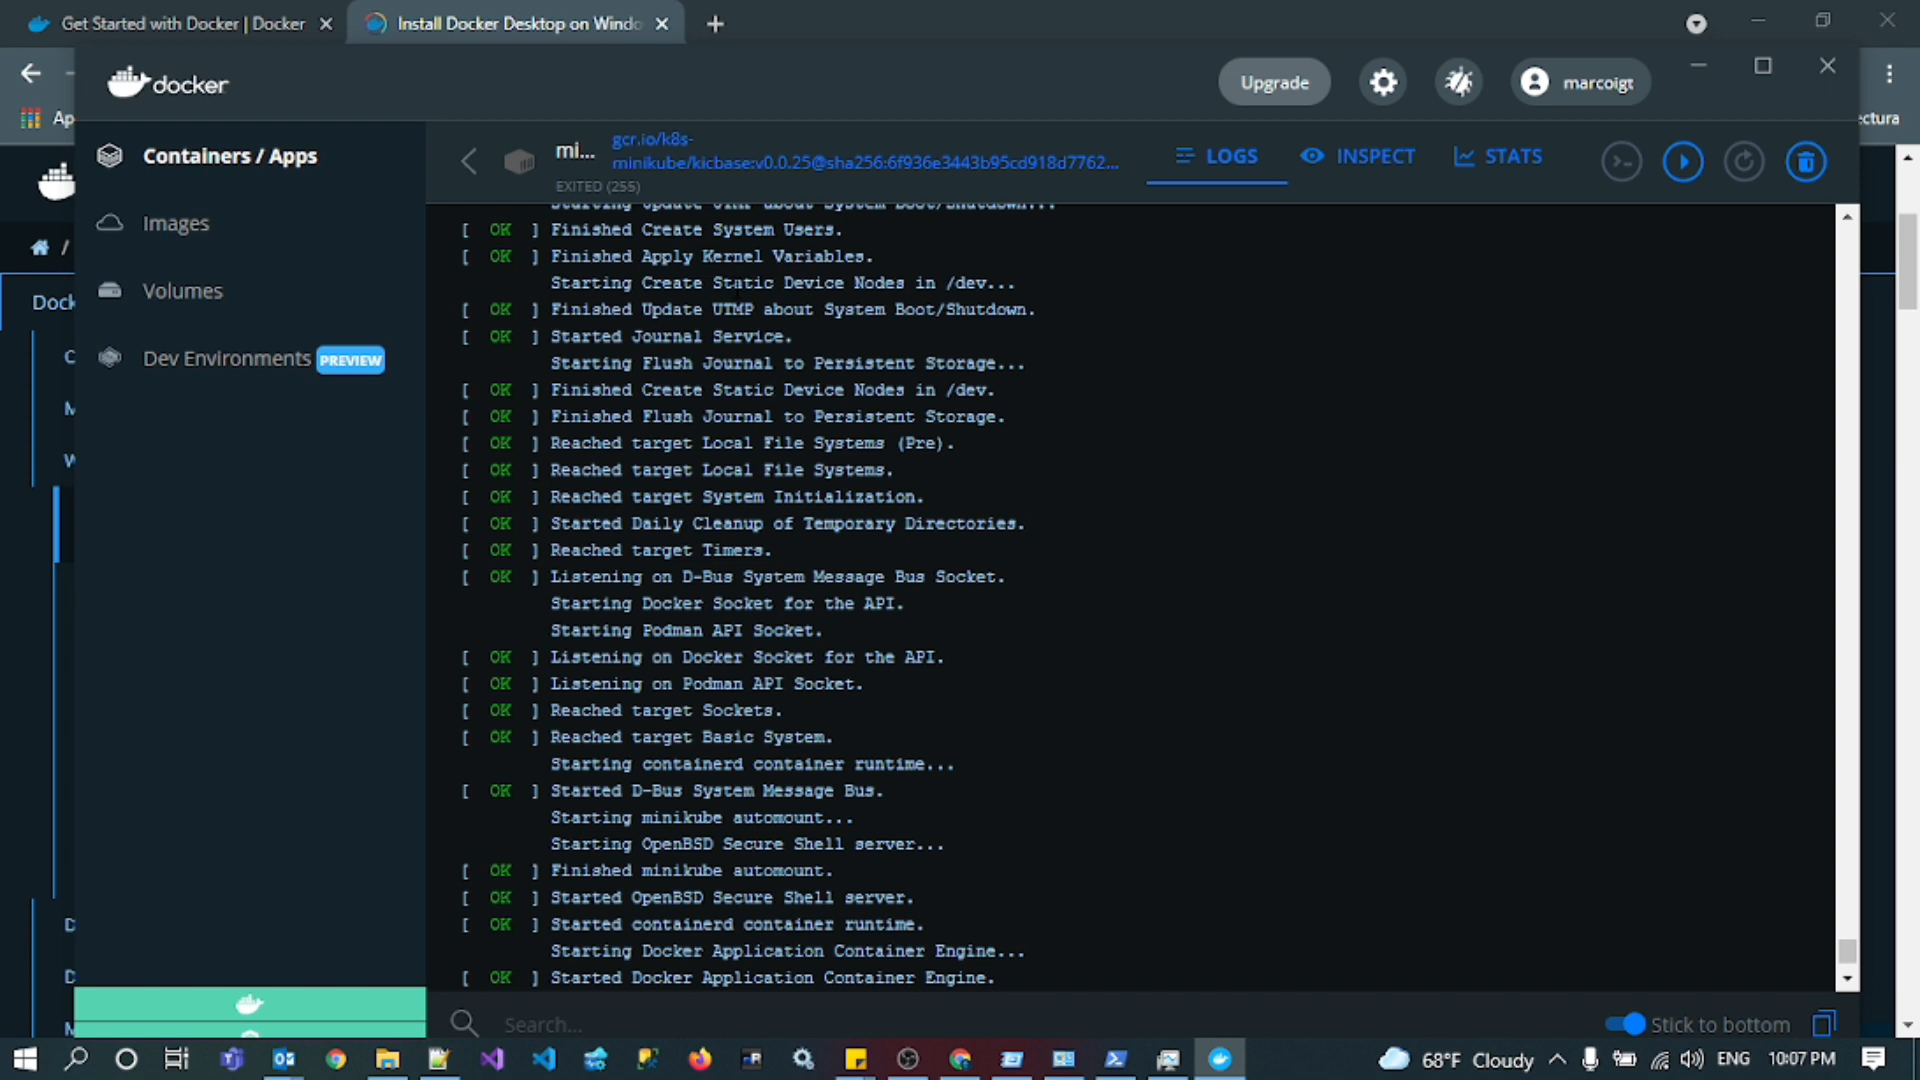 Get Started with Docker | Docker
Install Docker Desktop on Windo
docker
Upgrade
marcoigt
Ap
ectura
Containers / Apps
Images
Volumes
Dev Environments PREVIEW
mi...
gcr.io/k8s-
minikube/kicbase:v0.0.25@sha256:6f936e3443b95cd918d7762...
EXITED (255)
LOGS
INSPECT
STATS
/
Dock
C
M
W
D
D
M
Starting Update UTMP about System Boot/Shutdown...
[ OK ] Finished Create System Users.
[ OK ] Finished Apply Kernel Variables.
Starting Create Static Device Nodes in /dev...
[ OK ] Finished Update UTMP about System Boot/Shutdown.
[ OK ] Started Journal Service.
Starting Flush Journal to Persistent Storage...
[ OK ] Finished Create Static Device Nodes in /dev.
[ OK ] Finished Flush Journal to Persistent Storage.
[ OK ] Reached target Local File Systems (Pre).
[ OK ] Reached target Local File Systems.
[ OK ] Reached target System Initialization.
[ OK ] Started Daily Cleanup of Temporary Directories.
[ OK ] Reached target Timers.
[ OK ] Listening on D-Bus System Message Bus Socket.
Starting Docker Socket for the API.
Starting Podman API Socket.
[ OK ] Listening on Docker Socket for the API.
[ OK ] Listening on Podman API Socket.
[ OK ] Reached target Sockets.
[ OK ] Reached target Basic System.
Starting containerd container runtime...
[ OK ] Started D-Bus System Message Bus.
Starting minikube automount...
Starting OpenBSD Secure Shell server...
[ OK ] Finished minikube automount.
[ OK ] Started OpenBSD Secure Shell server.
[ OK ] Started containerd container runtime.
Starting Docker Application Container Engine...
[ OK ] Started Docker Application Container Engine.
Search...
Stick to bottom
68°F Cloudy
ENG
10:07 PM